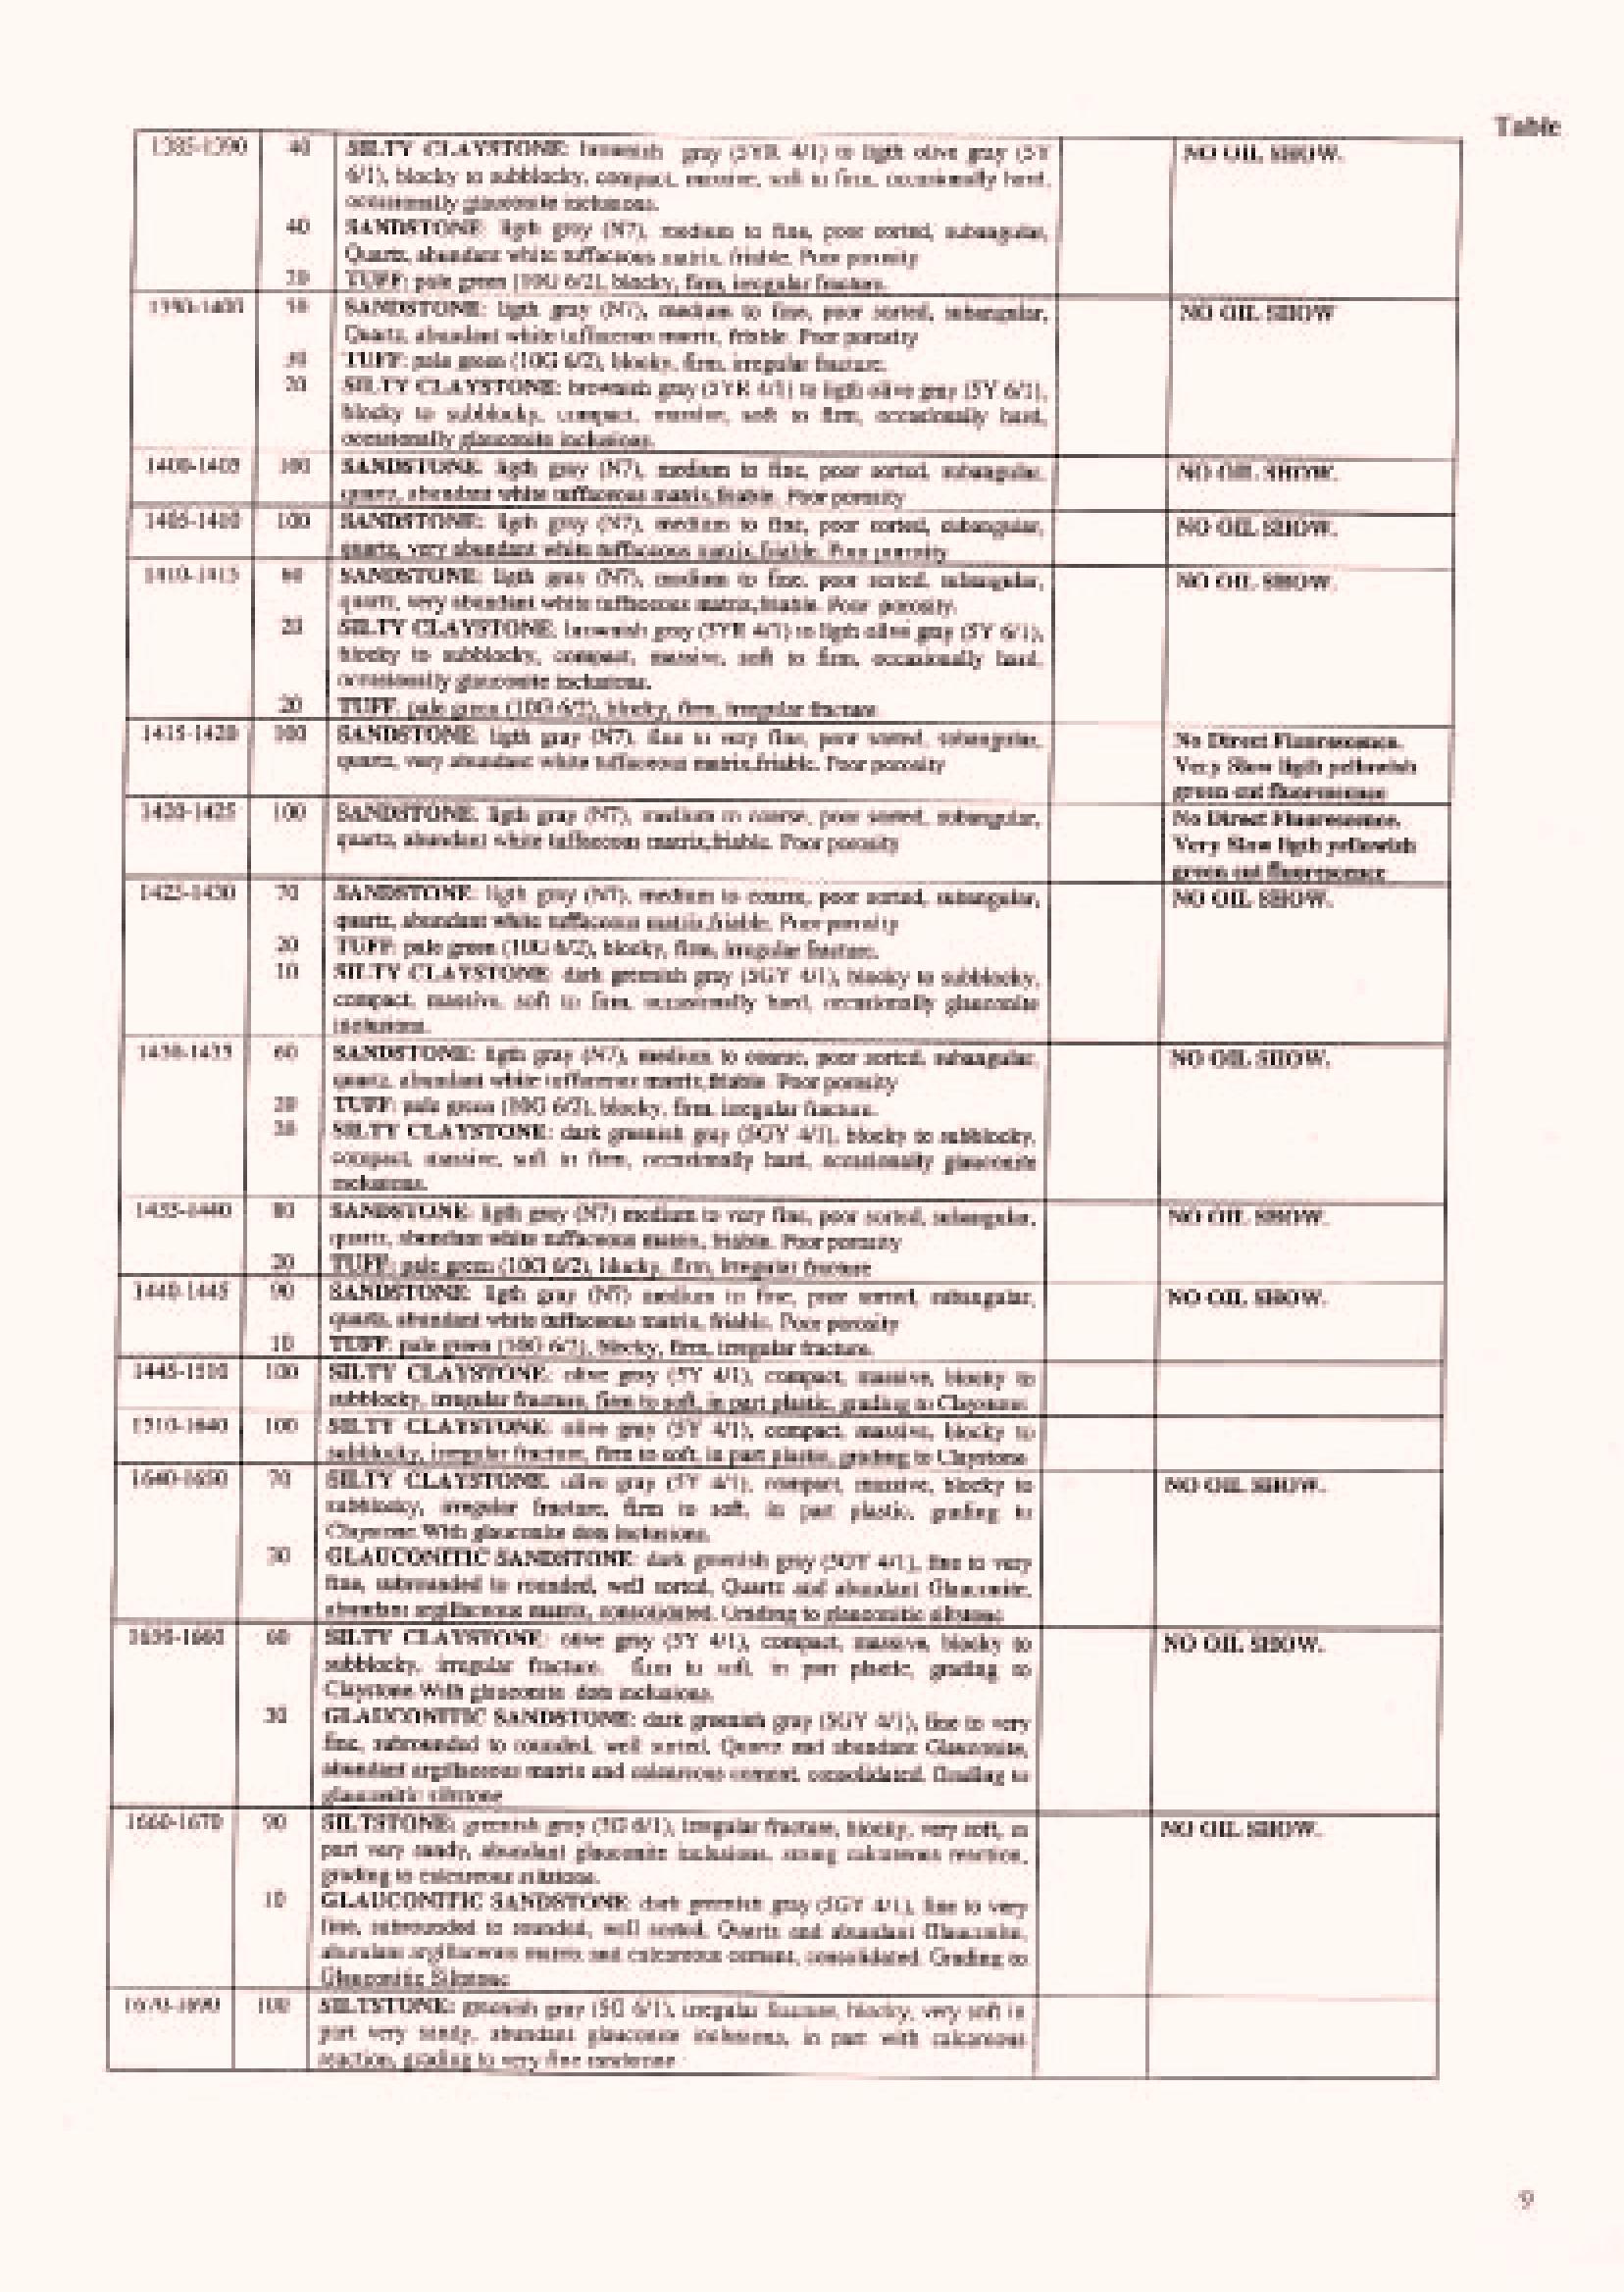 Table
1385-1390 40 SILTY CLAYSTONE: brownish gray (5YR 4/1) to ligth olive gray (5Y NO OIL SHOW.
6/1), blocky to subblocky, compact, massive, soft to firm, occasionally hard,
occasionally glauconite inclusions.
40 SANDSTONE: ligth gray (N7), medium to fine, poor sorted, subangular,
Quartz, abundant white tuffaceous matrix, friable. Poor porosity
20 TUFF: pale green (10G 6/2), blocky, firm, irregular fracture.
1390-1400 50 SANDSTONE: ligth gray (N7), medium to fine, poor sorted, subangular, NO OIL SHOW
Quartz, abundant white tuffaceous matrix, friable. Poor porosity
30 TUFF: pale green (10G 6/2), blocky, firm, irregular fracture.
20 SILTY CLAYSTONE: brownish gray (5YR 4/1) to ligth olive gray (5Y 6/1),
blocky to subblocky, compact, massive, soft to firm, occasionally hard,
occasionally glauconite inclusions.
1400-1405 100 SANDSTONE: ligth gray (N7), medium to fine, poor sorted, subangular, NO OIL SHOW.
quartz, abundant white tuffaceous matrix,friable. Poor porosity
1405-1410 100 SANDSTONE: ligth gray (N7), medium to fine, poor sorted, subangular, NO OIL SHOW.
quartz, very abundant white tuffaceous matrix,friable. Poor porosity
1410-1415 60 SANDSTONE: ligth gray (N7), medium to fine, poor sorted, subangular, NO OIL SHOW.
quartz, very abundant white tuffaceous matrix,friable. Poor porosity.
20 SILTY CLAYSTONE: brownish gray (5YR 4/1) to ligth olive gray (5Y 6/1),
blocky to subblocky, compact, massive, soft to firm, occasionally hard,
occasionally glauconite inclusions.
20 TUFF: pale green (10G 6/2), blocky, firm, irregular fracture
1415-1420 100 SANDSTONE: ligth gray (N7), fine to very fine, poor sorted, subangular, No Direct Fluorescence.
quartz, very abundant white tuffaceous matrix,friable. Poor porosity Very Slow ligth yellowish
green cut fluorescence
1420-1425 100 SANDSTONE: ligth gray (N7), medium to coarse, poor sorted, subangular, No Direct Fluorescence.
quartz, abundant white tuffaceous matrix,friable. Poor porosity Very Slow ligth yellowish
green cut fluorescence
1425-1430 70 SANDSTONE: ligth gray (N7), medium to coarse, poor sorted, subangular, NO OIL SHOW.
quartz, abundant white tuffaceous matrix,friable. Poor porosity
20 TUFF: pale green (10G 6/2), blocky, firm, irregular fracture.
10 SILTY CLAYSTONE: dark greenish gray (5GY 4/1), blocky to subblocky,
compact, massive, soft to firm, occasionally hard, occasionally glauconite
inclusions.
1430-1435 60 SANDSTONE: ligth gray (N7), medium to coarse, poor sorted, subangular, NO OIL SHOW.
quartz, abundant white tuffaceous matrix,friable. Poor porosity
20 TUFF: pale green (10G 6/2), blocky, firm, irregular fracture.
20 SILTY CLAYSTONE: dark greenish gray (5GY 4/1), blocky to subblocky,
compact, massive, soft to firm, occasionally hard, occasionally glauconite
inclusions.
1435-1440 80 SANDSTONE: ligth gray (N7) medium to very fine, poor sorted, subangular, NO OIL SHOW.
quartz, abundant white tuffaceous matrix, friable. Poor porosity
20 TUFF: pale green (10G 6/2), blocky, firm, irregular fracture
1440-1445 90 SANDSTONE: ligth gray (N7) medium to fine, poor sorted, subangular, NO OIL SHOW.
quartz, abundant white tuffaceous matrix, friable. Poor porosity
10 TUFF: pale green (10G 6/2), blocky, firm, irregular fracture.
1445-1510 100 SILTY CLAYSTONE: olive gray (5Y 4/1), compact, massive, blocky to
subblocky, irregular fracture, firm to soft, in part plastic, grading to Claystone
1510-1640 100 SILTY CLAYSTONE: olive gray (5Y 4/1), compact, massive, blocky to
subblocky, irregular fracture, firm to soft, in part plastic, grading to Claystone
1640-1650 70 SILTY CLAYSTONE: olive gray (5Y 4/1), compact, massive, blocky to NO OIL SHOW.
subblocky, irregular fracture, firm to soft, in part plastic, grading to
Claystone.With glauconite dots inclusions.
30 GLAUCONITIC SANDSTONE: dark greenish gray (5GY 4/1), fine to very
fine, subrounded to rounded, well sorted, Quartz and abundant Glauconite,
abundant argillaceous matrix, consolidated. Grading to glauconitic siltstone
1650-1660 60 SILTY CLAYSTONE: olive gray (5Y 4/1), compact, massive, blocky to NO OIL SHOW.
subblocky, irregular fracture, firm to soft, in part plastic, grading to
Claystone.With glauconite dots inclusions.
30 GLAUCONITIC SANDSTONE: dark greenish gray (5GY 4/1), fine to very
fine, subrounded to rounded, well sorted, Quartz and abundant Glauconite,
abundant argillaceous matrix and calcareous cement, consolidated. Grading to
glauconitic siltstone
1660-1670 90 SILTSTONE: greenish gray (5G 6/1), irregular fracture, blocky, very soft, in NO OIL SHOW.
part very sandy, abundant glauconite inclusions, strong calcareous reaction,
grading to calcareous siltstone.
10 GLAUCONITIC SANDSTONE: dark greenish gray (5GY 4/1), fine to very
fine, subrounded to rounded, well sorted, Quartz and abundant Glauconite,
abundant argillaceous matrix and calcareous cement, consolidated. Grading to
Glauconitic Siltstone
1670-1690 100 SILTSTONE: greenish gray (5G 6/1), irregular fracture, blocky, very soft in
part very sandy, abundant glauconite inclusions, in part with calcareous
reaction, grading to very fine sandstone
9